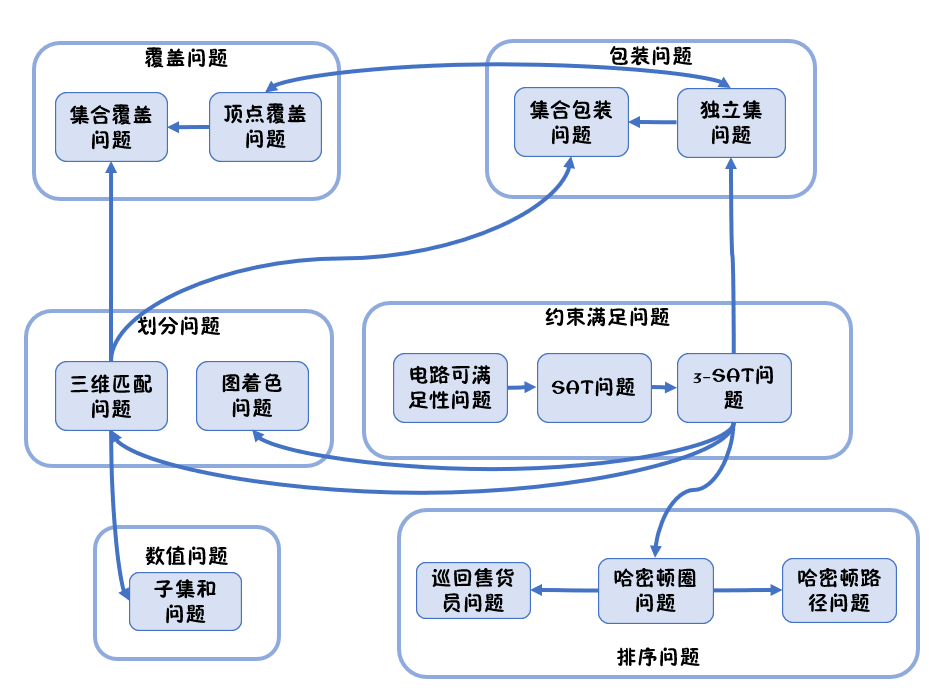 覆盖问题
集合覆盖
问题
顶点覆盖
问题
包装问题
集合包装
问题
独立集
问题
划分问题
三维匹配
问题
图着色
问题
约束满足问题
电路可满
足性问题
SAT问题
3-SAT问
题
数值问题
子集和
问题
巡回售货
员问题
哈密顿圈
问题
哈密顿路
径问题
排序问题